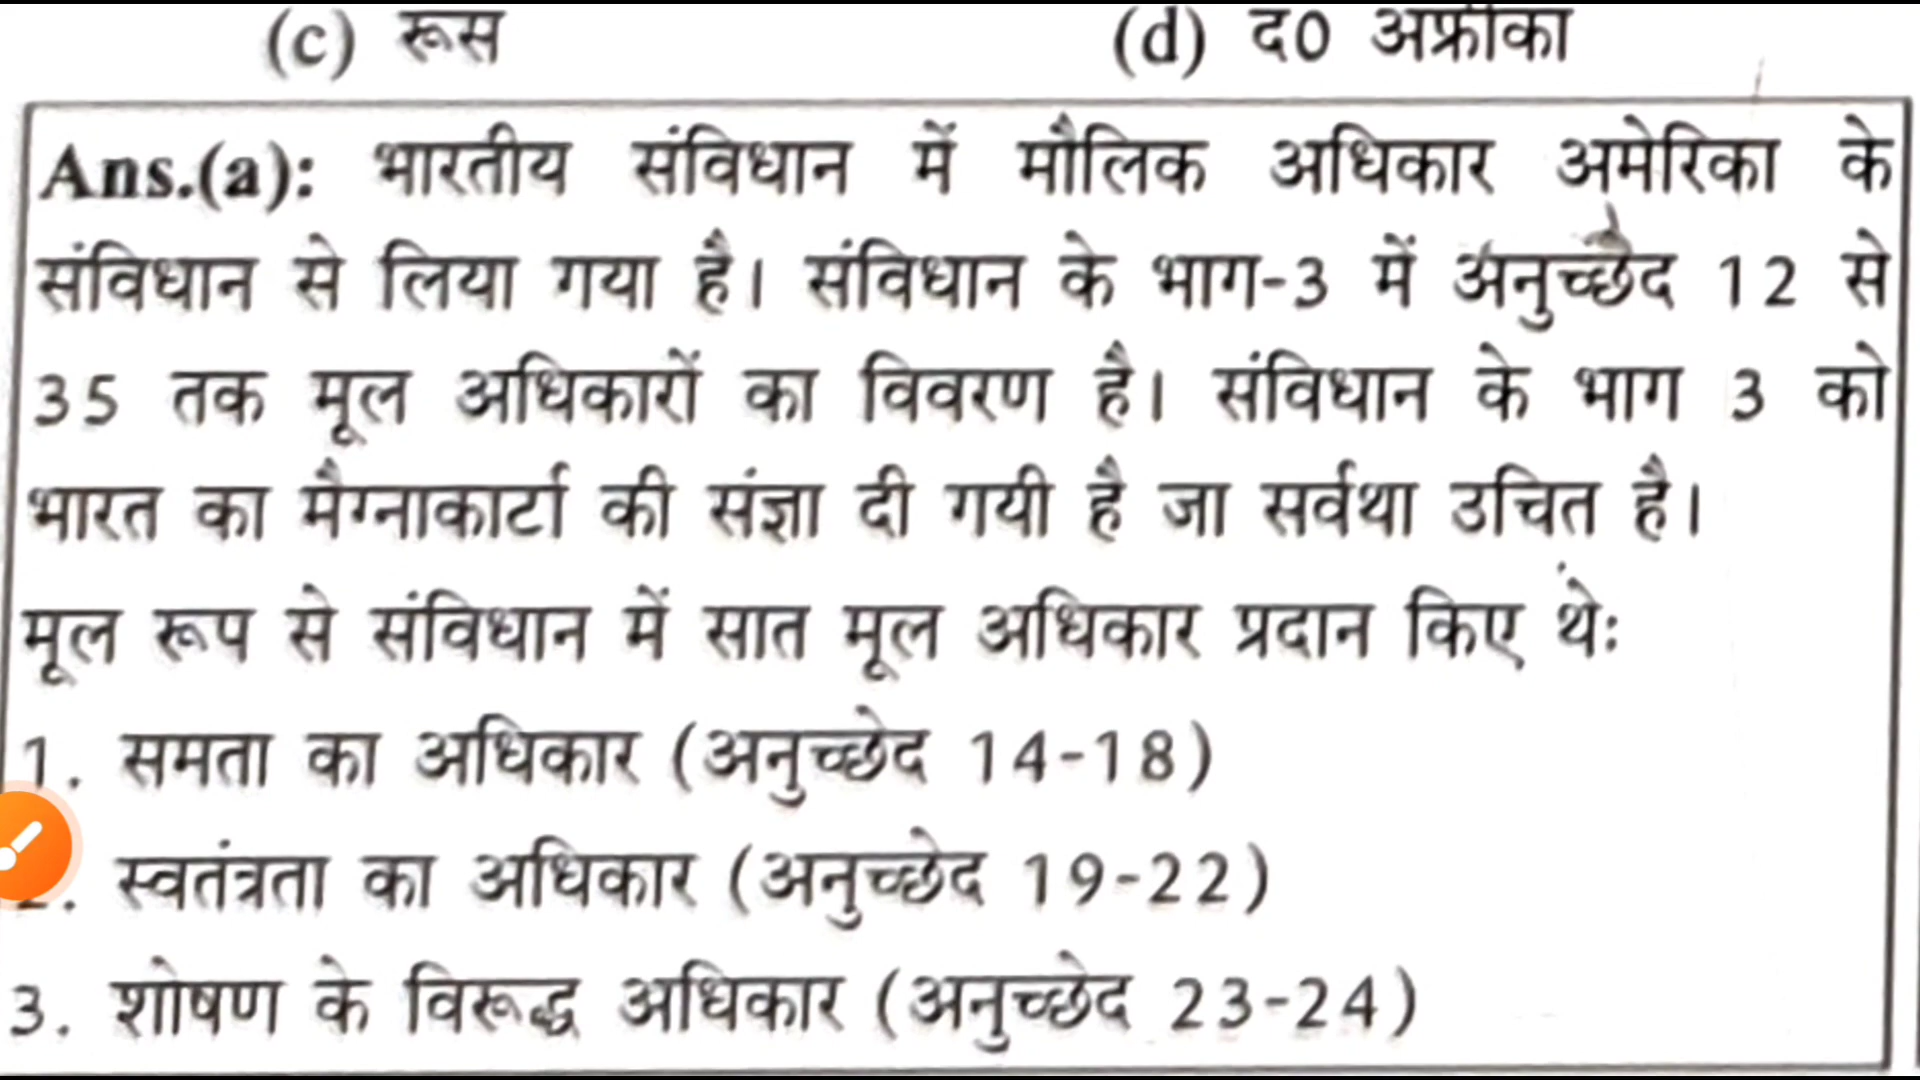 (c) रूस (d) द0 अफ्रीका
Ans.(a): भारतीय संविधान में मौलिक अधिकार अमेरिका के
संविधान से लिया गया है। संविधान के भाग-3 में अनुच्छेद 12 से
35 तक मूल अधिकारों का विवरण है। संविधान के भाग 3 को
भारत का मैग्नाकार्टा की संज्ञा दी गयी है जा सर्वथा उचित है।
मूल रूप से संविधान में सात मूल अधिकार प्रदान किए थे:
1. समता का अधिकार (अनुच्छेद 14-18)
2. स्वतंत्रता का अधिकार (अनुच्छेद 19-22)
3. शोषण के विरूद्ध अधिकार (अनुच्छेद 23-24)